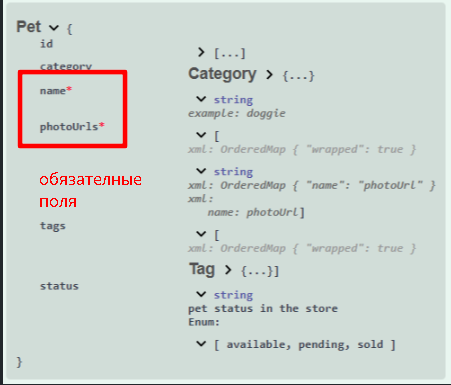 Pet {
id
[...]
category
Category {...}
name*
string
example: doggie
photoUrls*
[
xml: OrderedMap { "wrapped": true }
string
xml: OrderedMap { "name": "photoUrl" }
xml:
name: photoUrl]
обязателные
поля
tags
[
xml: OrderedMap { "wrapped": true }
Tag {...}]
status
string
pet status in the store
Enum:
[ available, pending, sold ]
}